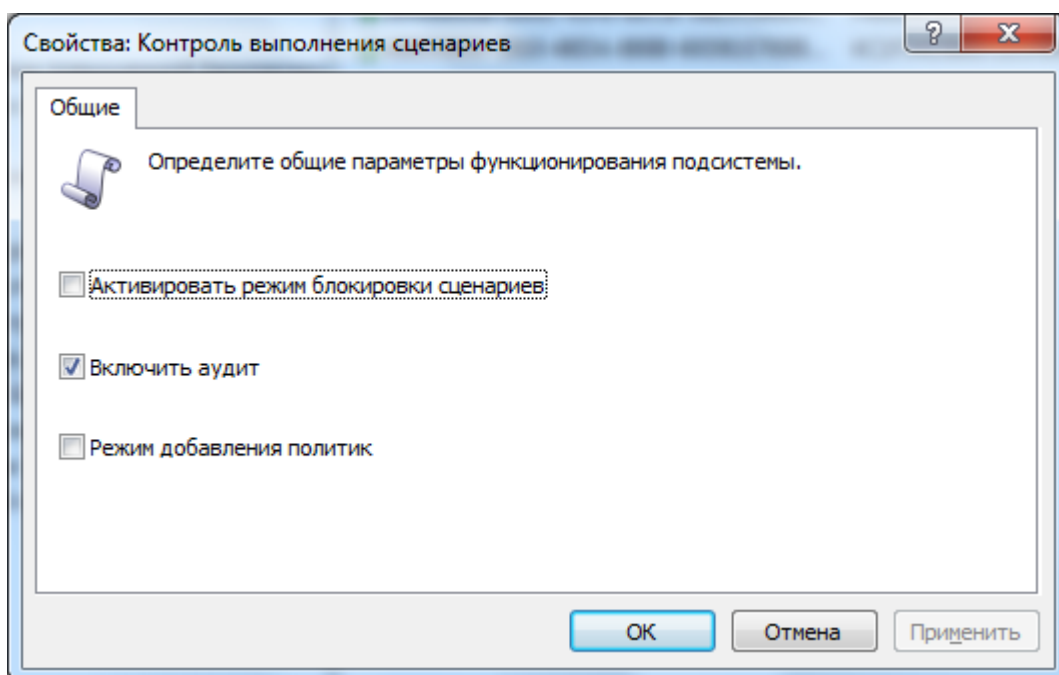 Свойства: Контроль выполнения сценариев
Общие
Определите общие параметры функционирования подсистемы.
Активировать режим блокировки сценариев
Включить аудит
Режим добавления политик
ОК
Отмена
Применить